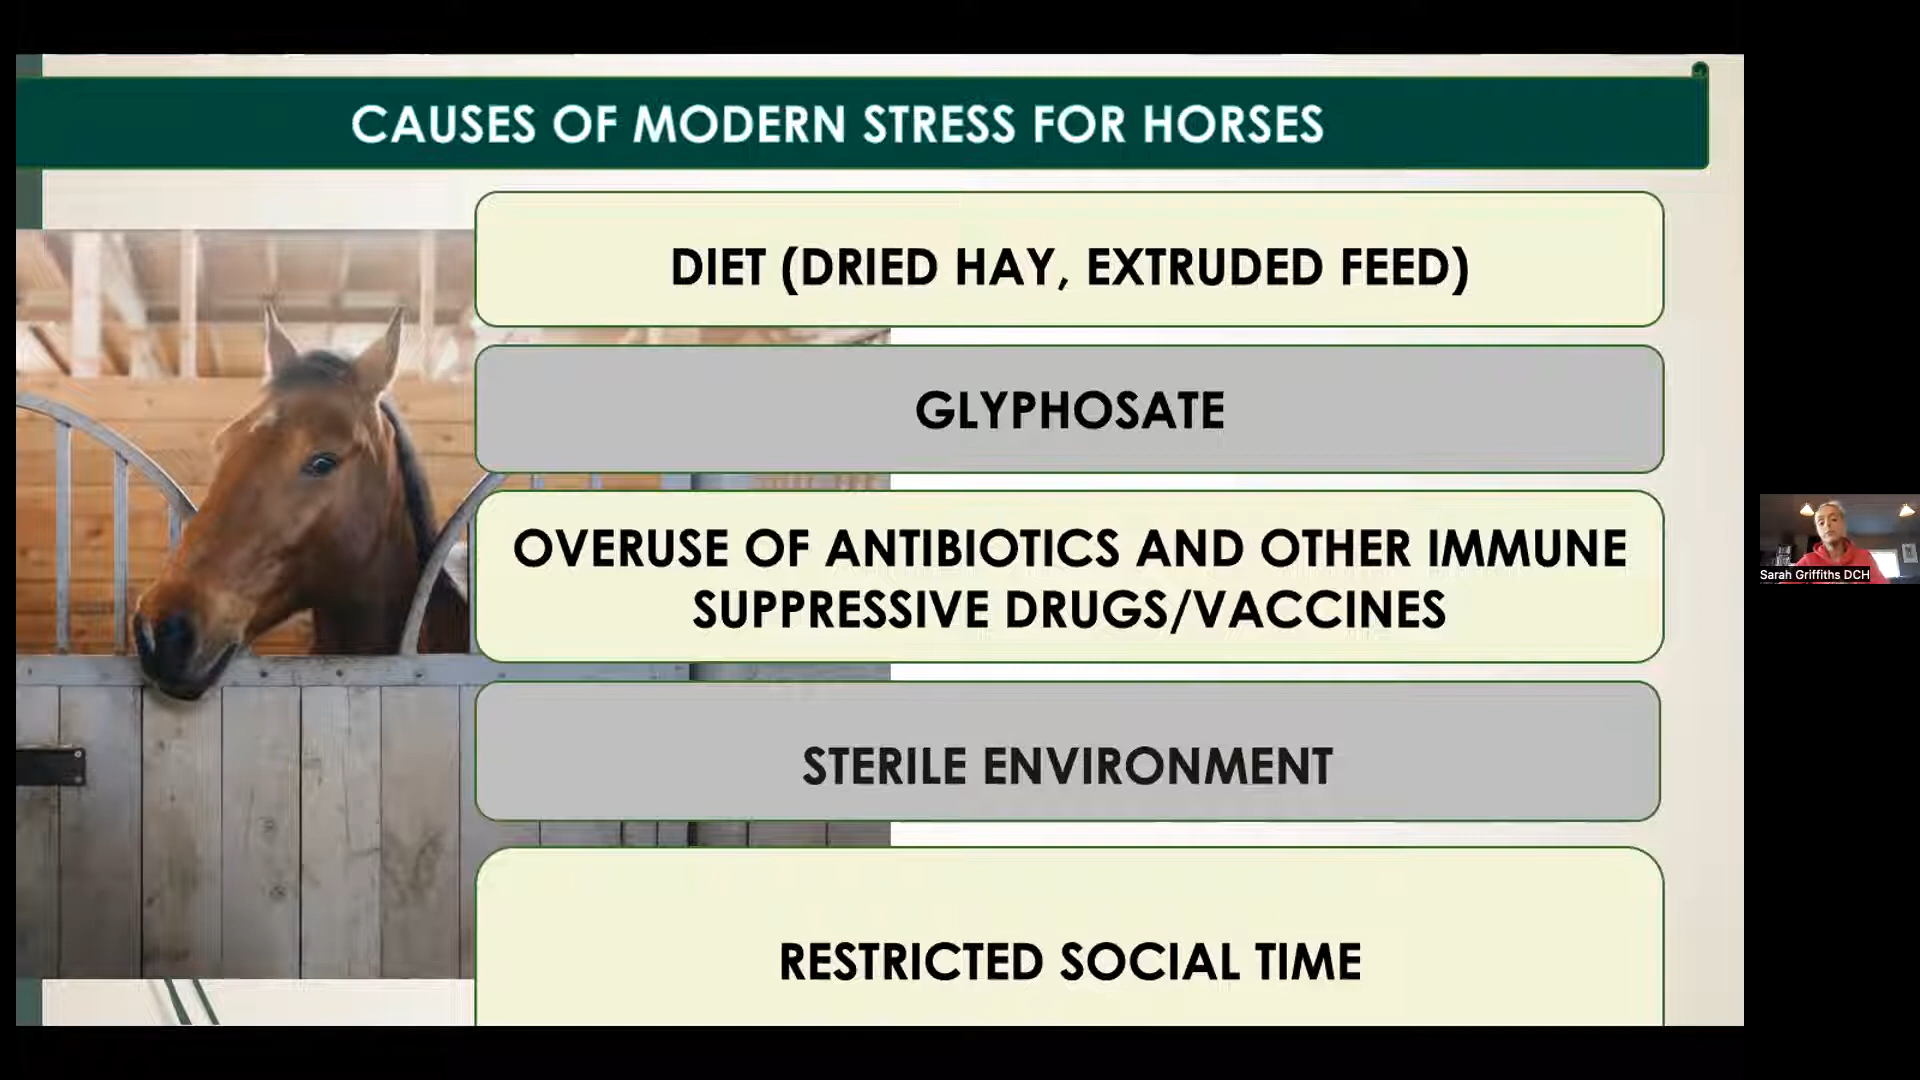 CAUSES OF MODERN STRESS FOR HORSES
DIET (DRIED HAY, EXTRUDED FEED)
GLYPHOSATE
OVERUSE OF ANTIBIOTICS AND OTHER IMMUNE
SUPPRESSIVE DRUGS/VACCINES
STERILE ENVIRONMENT
RESTRICTED SOCIAL TIME
Sarah Griffiths DCH